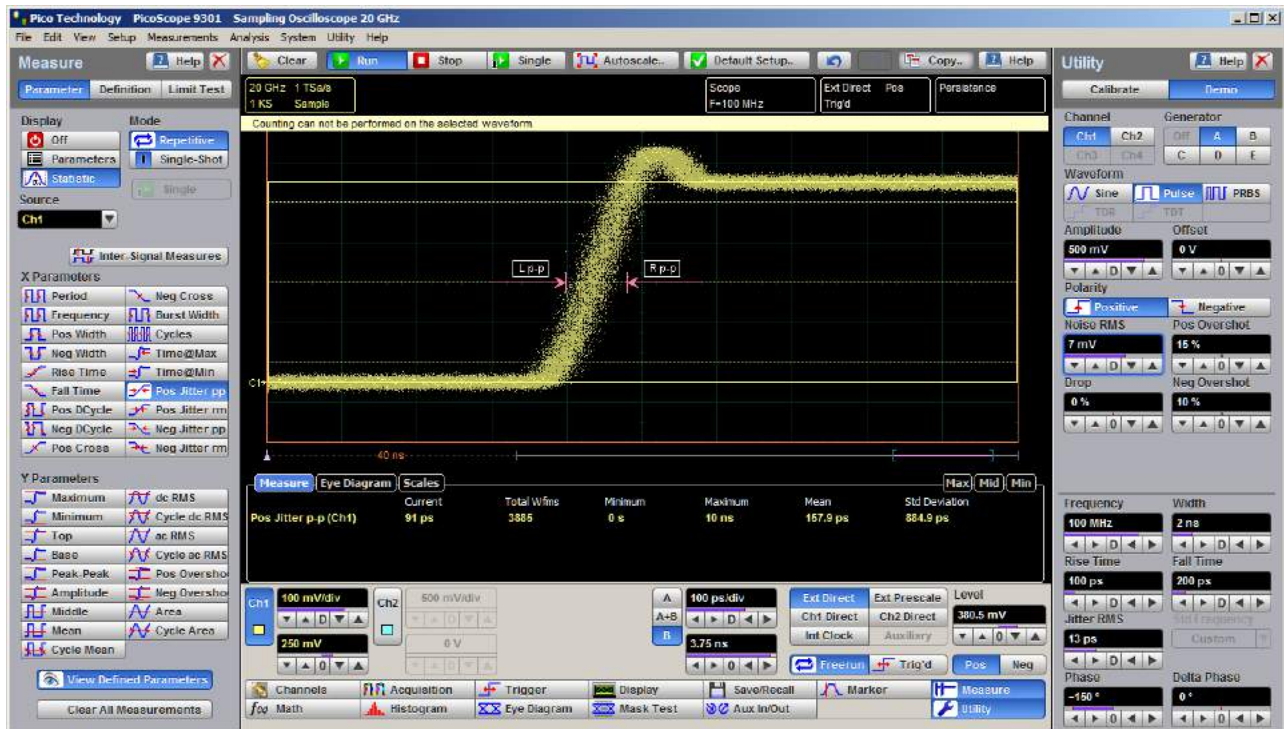 Pico Technology PicoScope 9301 Sampling Oscilloscope 20 GHz
File Edit View Setup Measurements Analysis System Utility Help
Measure Help
Parameter Definition Limit Test
Display Mode
Off Repetitive
Parameters Single-Shot
Statistic Single
Source
Ch1
Inter-Signal Measures
X Parameters
Period Neg Cross
Frequency Burst Width
Pos Width Cycles
Neg Width Time@Max
Rise Time Time@Min
Fall Time Pos Jitter pp
Pos DCycle Pos Jitter rm
Neg DCycle Neg Jitter pp
Pos Cross Neg Jitter rm
Y Parameters
Maximum dc RMS
Minimum Cycle dc RMS
Top ac RMS
Base Cycle ac RMS
Peak-Peak Pos Oversho
Amplitude Neg Oversho
Middle Area
Mean Cycle Area
Cycle Mean
View Defined Parameters
Clear All Measurements
Clear Run Stop Single Autoscale.. Default Setup.. Copy.. Help
20 GHz 1 TSa/s
1 KS Sample
Scope
F=100 MHz
Ext Direct Pos
Trig'd
Persistence
Counting can not be performed on the selected waveform
L p-p R p-p
C1
40 ns
Measure Eye Diagram Scales Max Mid Min
Current Total Wfms Minimum Maximum Mean Std Deviation
Pos Jitter p-p (Ch1) 91 ps 3885 0 s 10 ns 157.9 ps 884.9 ps
Ch1 100 mV/div Ch2 500 mV/div
D D
250 mV 0 V
0 0
A 100 ps/div
A+B D
B 3.75 ns
0
Ext Direct Ext Prescale Level
Ch1 Direct Ch2 Direct 380.5 mV
Int Clock Auxiliary 0
Freerun Trig'd Pos Neg
Channels Acquisition Trigger Display Save/Recall Marker Measure
Math Histogram Eye Diagram Mask Test Aux In/Out Utility
Utility Help
Calibrate Demo
Channel Generator
Ch1 Ch2 Off A B
Ch3 Ch4 C D E
Waveform
Sine Pulse PRBS
TDR TDT
Amplitude Offset
500 mV 0 V
D 0
Polarity
Positive Negative
Noise RMS Pos Overshot
7 mV 15 %
D D
Drop Neg Overshot
0 % 10 %
0 0
Frequency Width
100 MHz 2 ns
D D
Rise Time Fall Time
100 ps 200 ps
D D
Jitter RMS Std Frequency
13 ps Custom
D
Phase Delta Phase
-150 ° 0 °
0 0